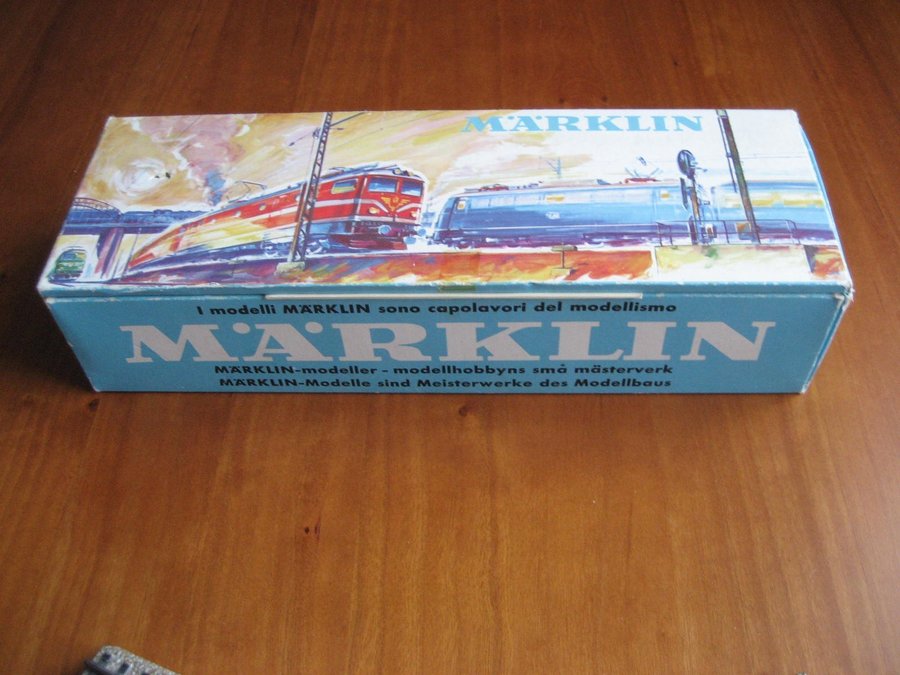 MÄRKLIN
I modelli MÄRKLIN sono capolavori del modellismo
MÄRKLIN
MÄRKLIN-modeller - modellhobbyns små mästerverk
MÄRKLIN-Modelle sind Meisterwerke des Modellbaus